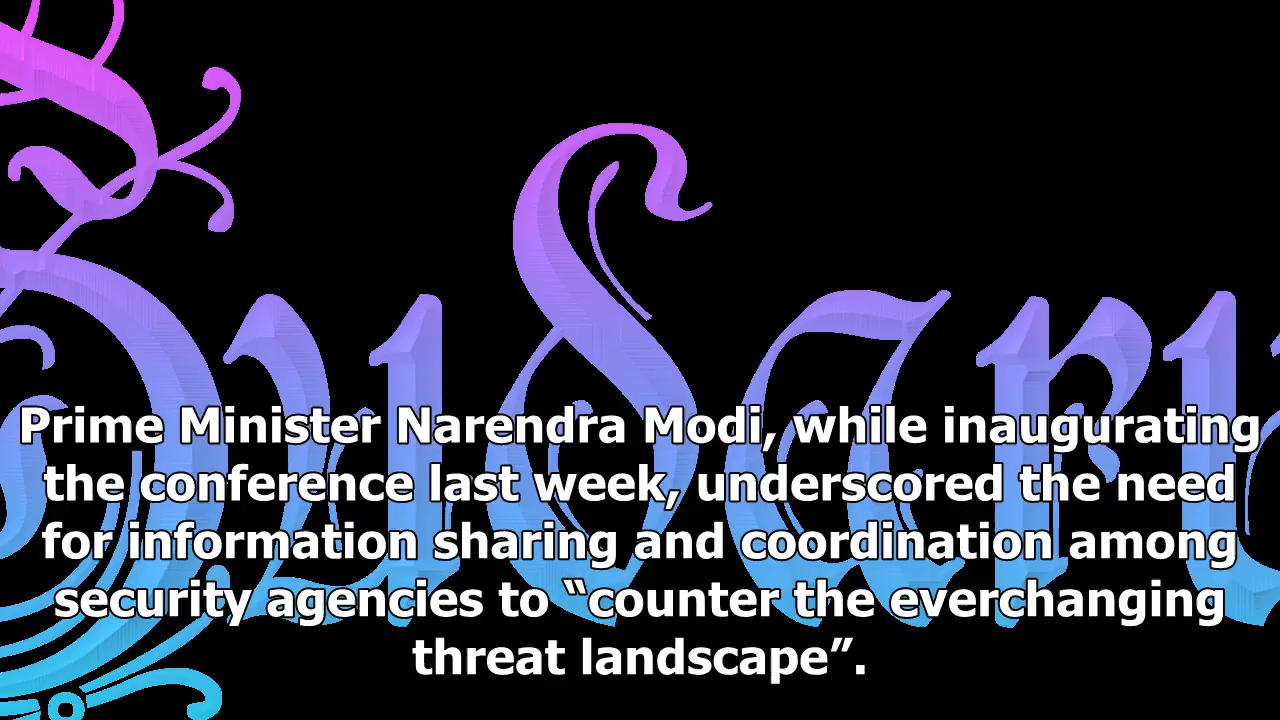 Prime Minister Narendra Modi, while inaugurating
the conference last week, underscored the need
for information sharing and coordination among
security agencies to “counter the everchanging
threat landscape”.